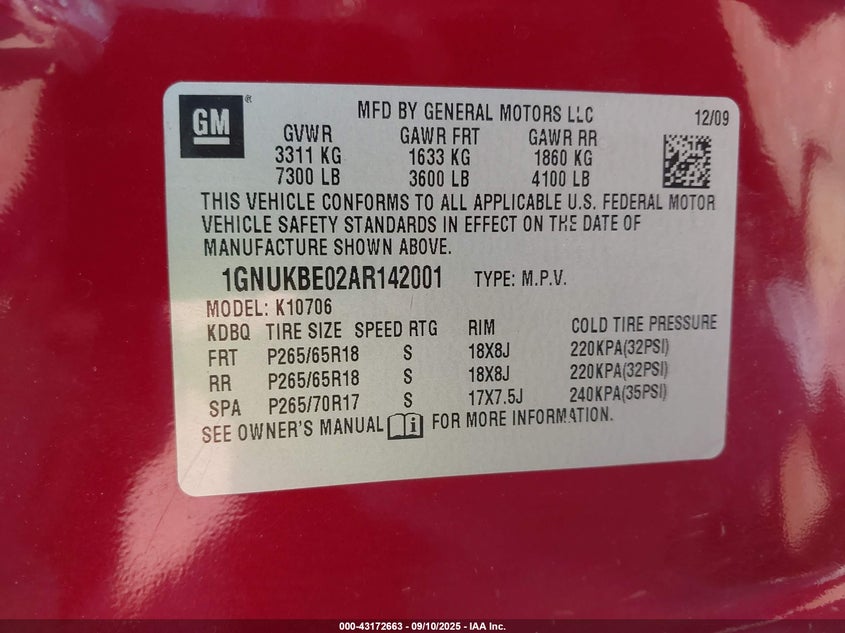 GM ®
MFD BY GENERAL MOTORS LLC 12/09
GVWR GAWR FRT GAWR RR
3311 KG 1633 KG 1860 KG
7300 LB 3600 LB 4100 LB
THIS VEHICLE CONFORMS TO ALL APPLICABLE U.S. FEDERAL MOTOR
VEHICLE SAFETY STANDARDS IN EFFECT ON THE DATE OF
MANUFACTURE SHOWN ABOVE.
1GNUKBE02AR142001 TYPE: M.P.V.
MODEL: K10706
KDBQ TIRE SIZE SPEED RTG RIM COLD TIRE PRESSURE
FRT P265/65R18 S 18X8J 220KPA(32PSI)
RR P265/65R18 S 18X8J 220KPA(32PSI)
SPA P265/70R17 S 17X7.5J 240KPA(35PSI)
SEE OWNER'S MANUAL i FOR MORE INFORMATION.
000-43172663 - 09/10/2025 - IAA Inc.